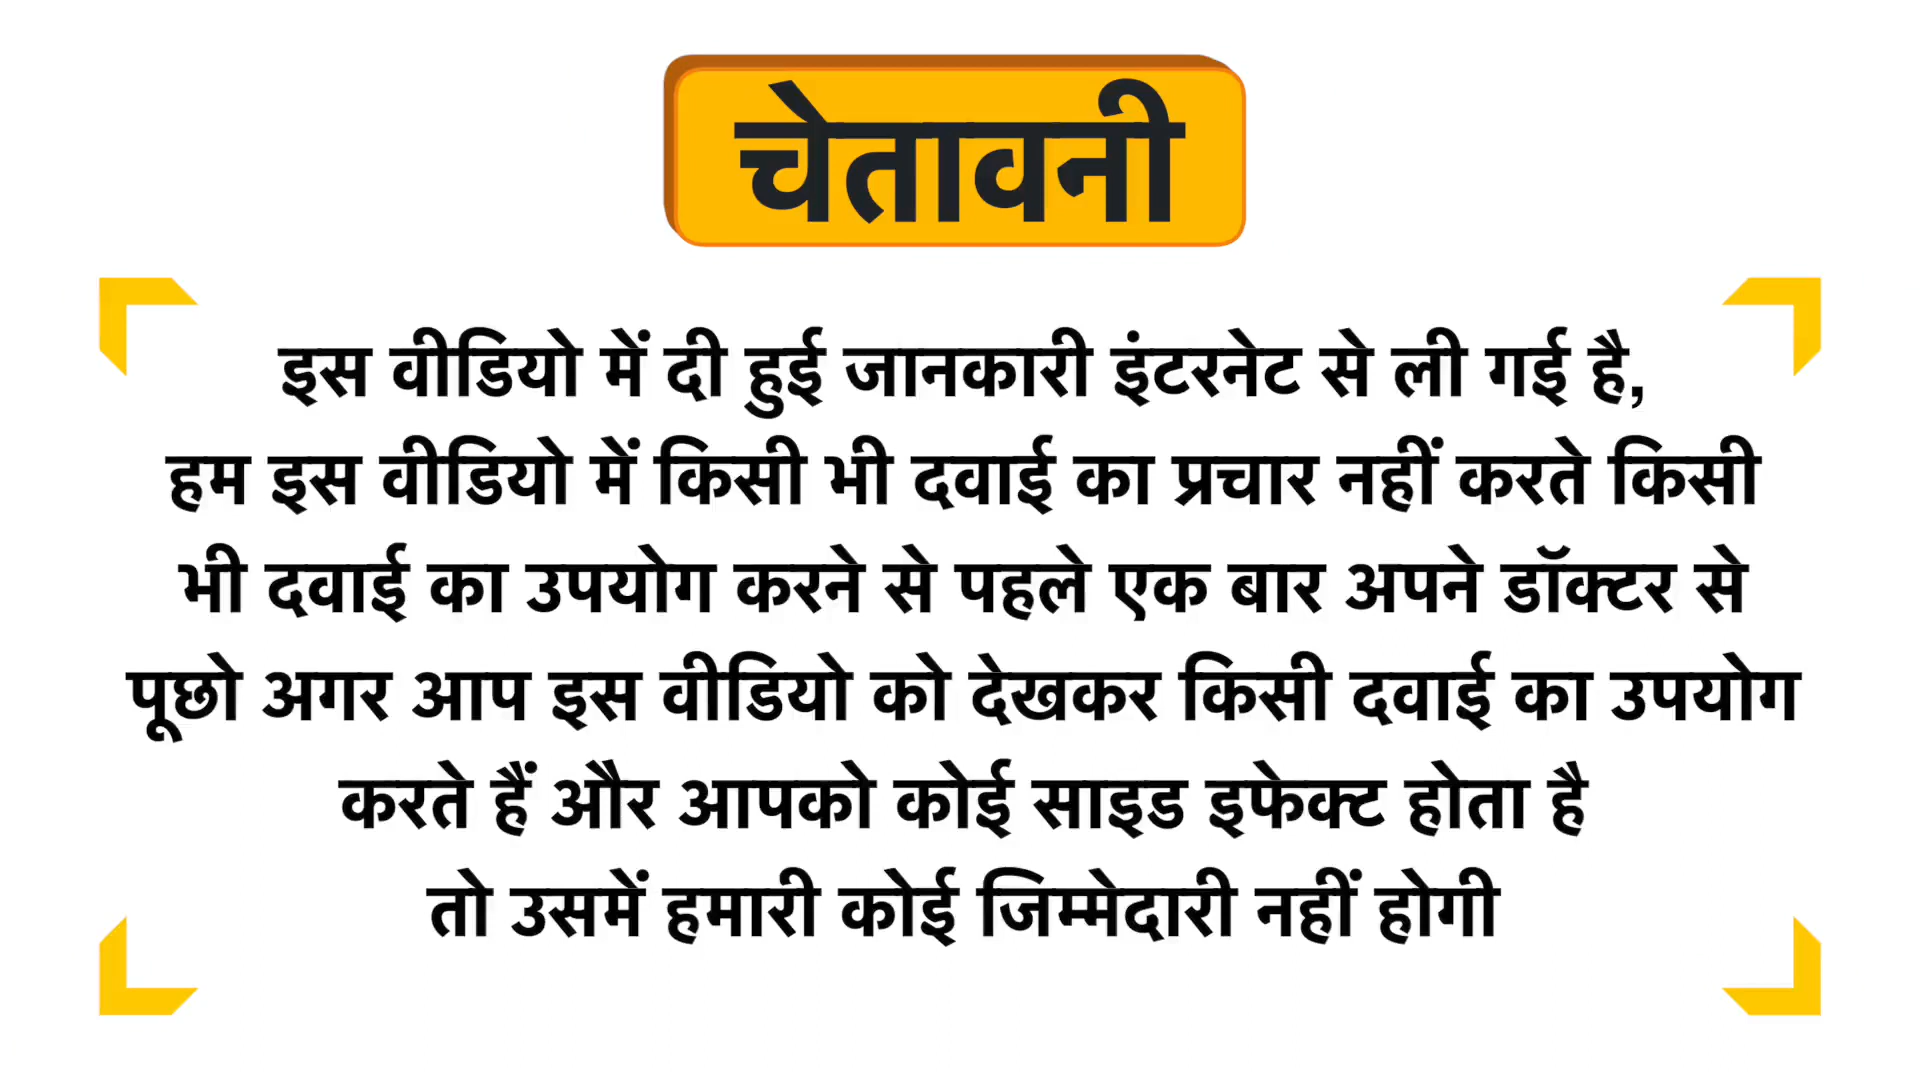 चेतावनी
इस वीडियो में दी हुई जानकारी इंटरनेट से ली गई है,
हम इस वीडियो में किसी भी दवाई का प्रचार नहीं करते किसी
भी दवाई का उपयोग करने से पहले एक बार अपने डॉक्टर से
पूछो अगर आप इस वीडियो को देखकर किसी दवाई का उपयोग
करते हैं और आपको कोई साइड इफेक्ट होता है
तो उसमें हमारी कोई जिम्मेदारी नहीं होगी